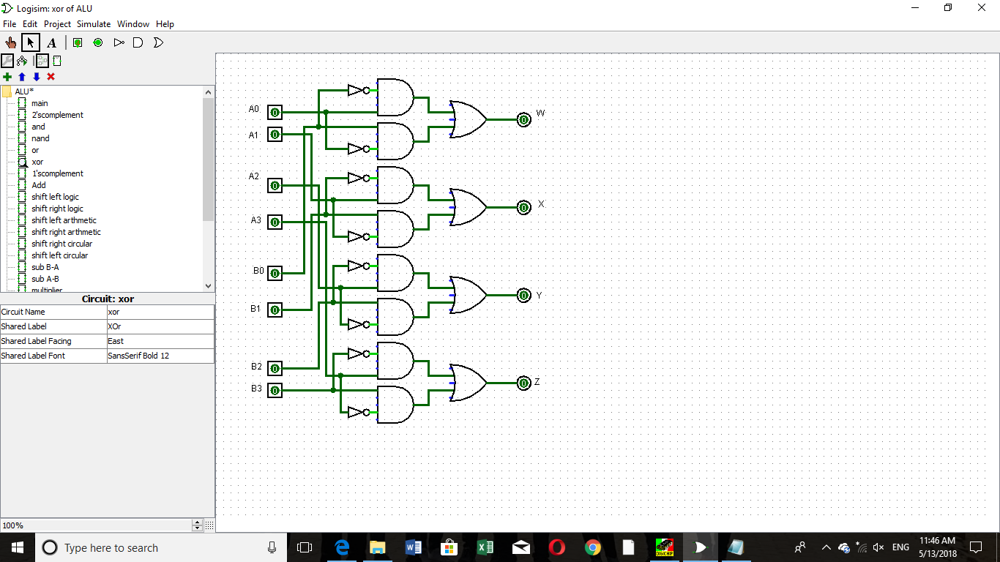 Logisim: xor of ALU
File Edit Project Simulate Window Help
A
ALU*
main
2'scomplement
and
nand
or
xor
1'scomplement
Add
shift left logic
shift right logic
shift left arthmetic
shift right arthmetic
shift right circular
shift left circular
sub B-A
sub A-B
multiplier
Circuit: xor
Circuit Name xor
Shared Label XOr
Shared Label Facing East
Shared Label Font SansSerif Bold 12
100%
A0 0
A1 0
A2 0
A3 0
B0 0
B1 0
B2 0
B3 0
0 W
0 X
0 Y
0 Z
Type here to search
DIGICHIP
ENG
11:46 AM
5/13/2018